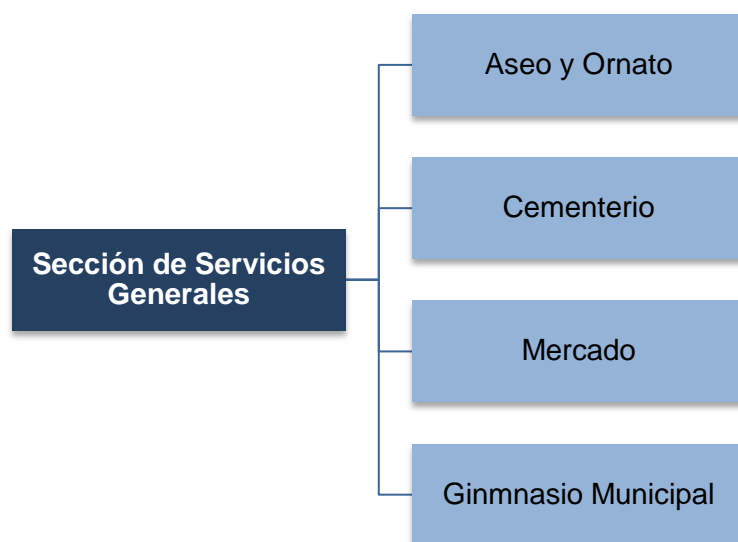 Aseo y Ornato
Cementerio
Sección de Servicios
Generales
Mercado
Ginmnasio Municipal